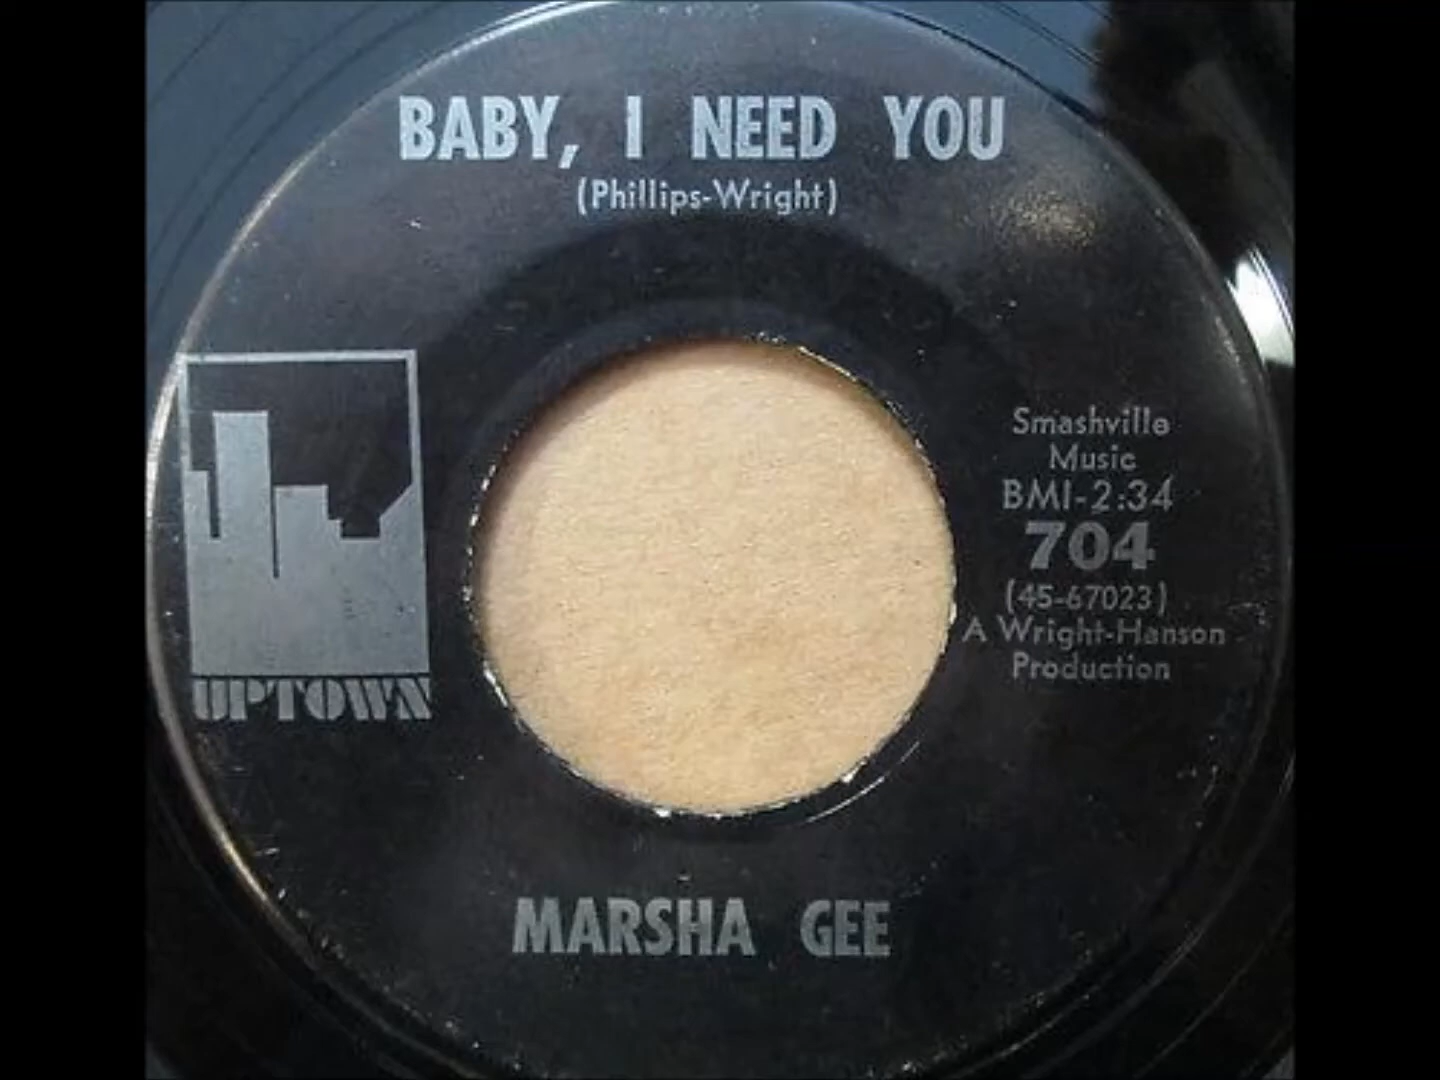 BABY, I NEED YOU
(Phillips-Wright)
UPTOWN
Smashville
Music
BMI-2:34
704
(45-67023)
A Wright-Hanson
Production
MARSHA GEE